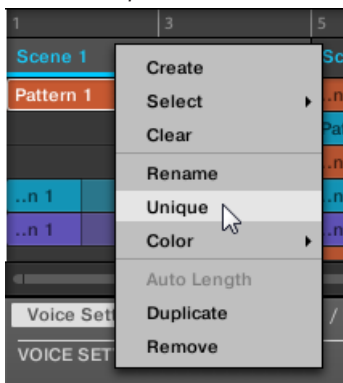 1 3 5
Scene 1 Sc
Create
Pattern 1 ..n
Select
Pa
Clear
..n
Rename
..n 1 Unique ..n
..n 1 Color ..n
Auto Length
Voice Sett Duplicate /
VOICE SET Remove